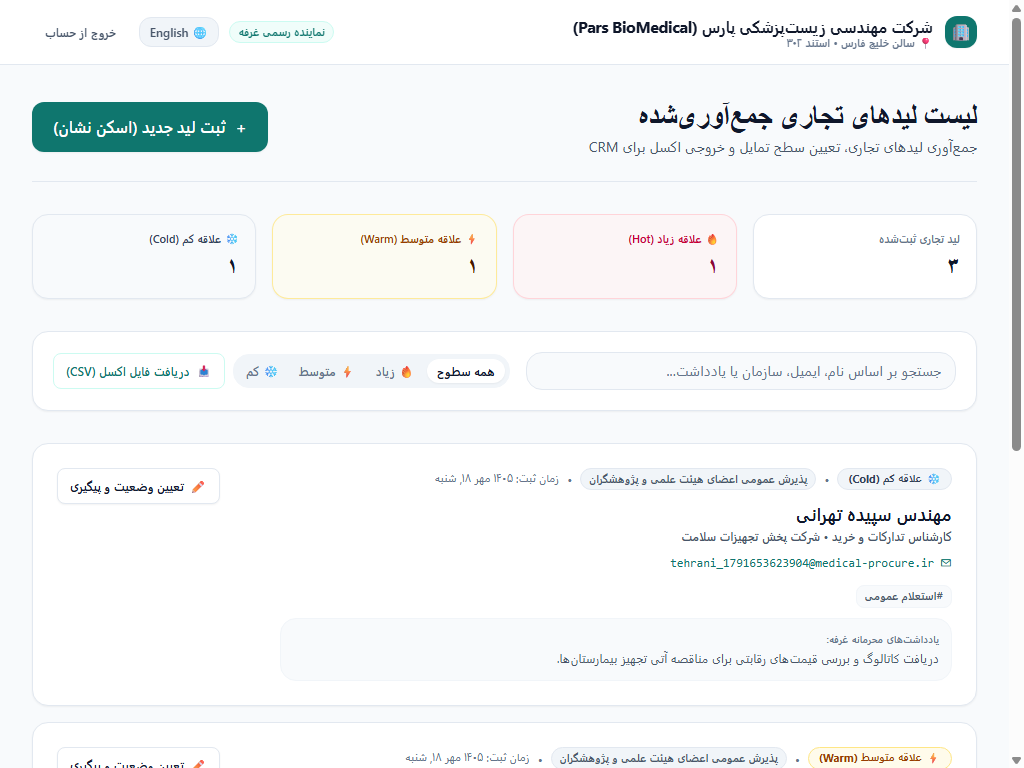 شرکت مهندسی زیست‌پزشکی پارس (Pars BioMedical)
سالن خلیج فارس • استند ۳۰۲
نماینده رسمی غرفه
English
خروج از حساب
لیست لیدهای تجاری جمع‌آوری‌شده
جمع‌آوری لیدهای تجاری، تعیین سطح تمایل و خروجی اکسل برای CRM
+ ثبت لید جدید (اسکن نشان)
لید تجاری ثبت‌شده
۳
علاقه زیاد (Hot)
۱
علاقه متوسط (Warm)
۱
علاقه کم (Cold)
۱
جستجو بر اساس نام، ایمیل، سازمان یا یادداشت...
همه سطوح
زیاد
متوسط
کم
دریافت فایل اکسل (CSV)
علاقه کم (Cold) • پذیرش عمومی اعضای هیئت علمی و پژوهشگران • زمان ثبت: ۱۴۰۵ مهر ۱۸, شنبه
تعیین وضعیت و پیگیری
مهندس سپیده تهرانی
کارشناس تدارکات و خرید • شرکت پخش تجهیزات سلامت
tehrani_1791653623904@medical-procure.ir
#استعلام عمومی
یادداشت‌های محرمانه غرفه:
دریافت کاتالوگ و بررسی قیمت‌های رقابتی برای مناقصه آتی تجهیز بیمارستان‌ها.
علاقه متوسط (Warm) • پذیرش عمومی اعضای هیئت علمی و پژوهشگران • زمان ثبت: ۱۴۰۵ مهر ۱۸, شنبه
تعیین وضعیت و پیگیری